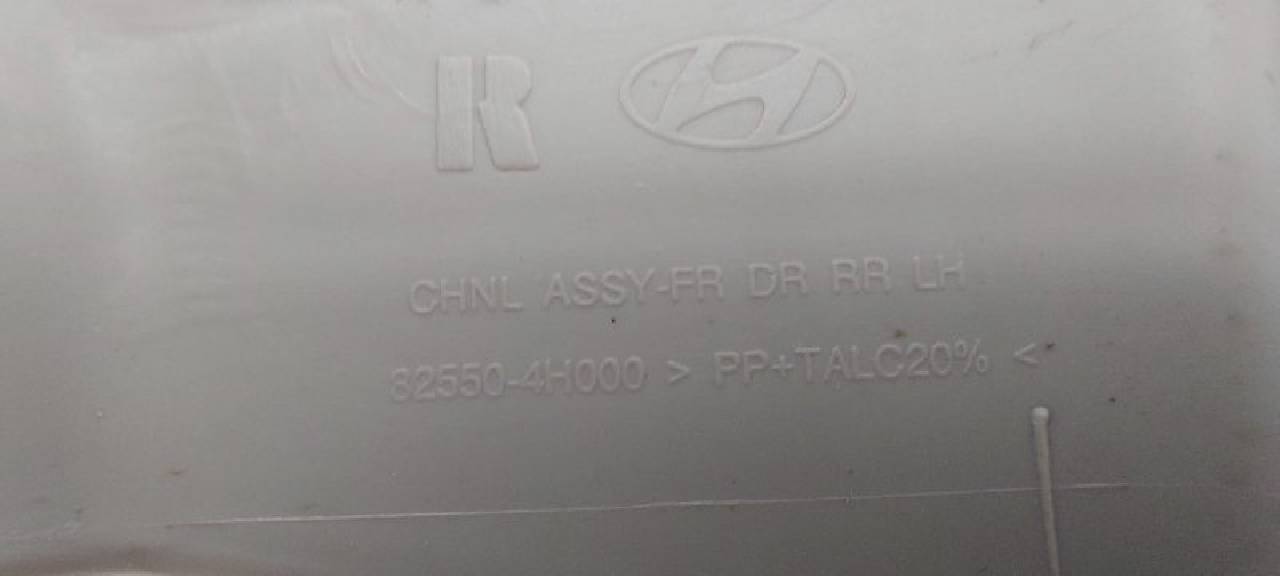 R
CHNL ASSY-FR DR RR LH
82550-4H000 > PP+TALC20% <